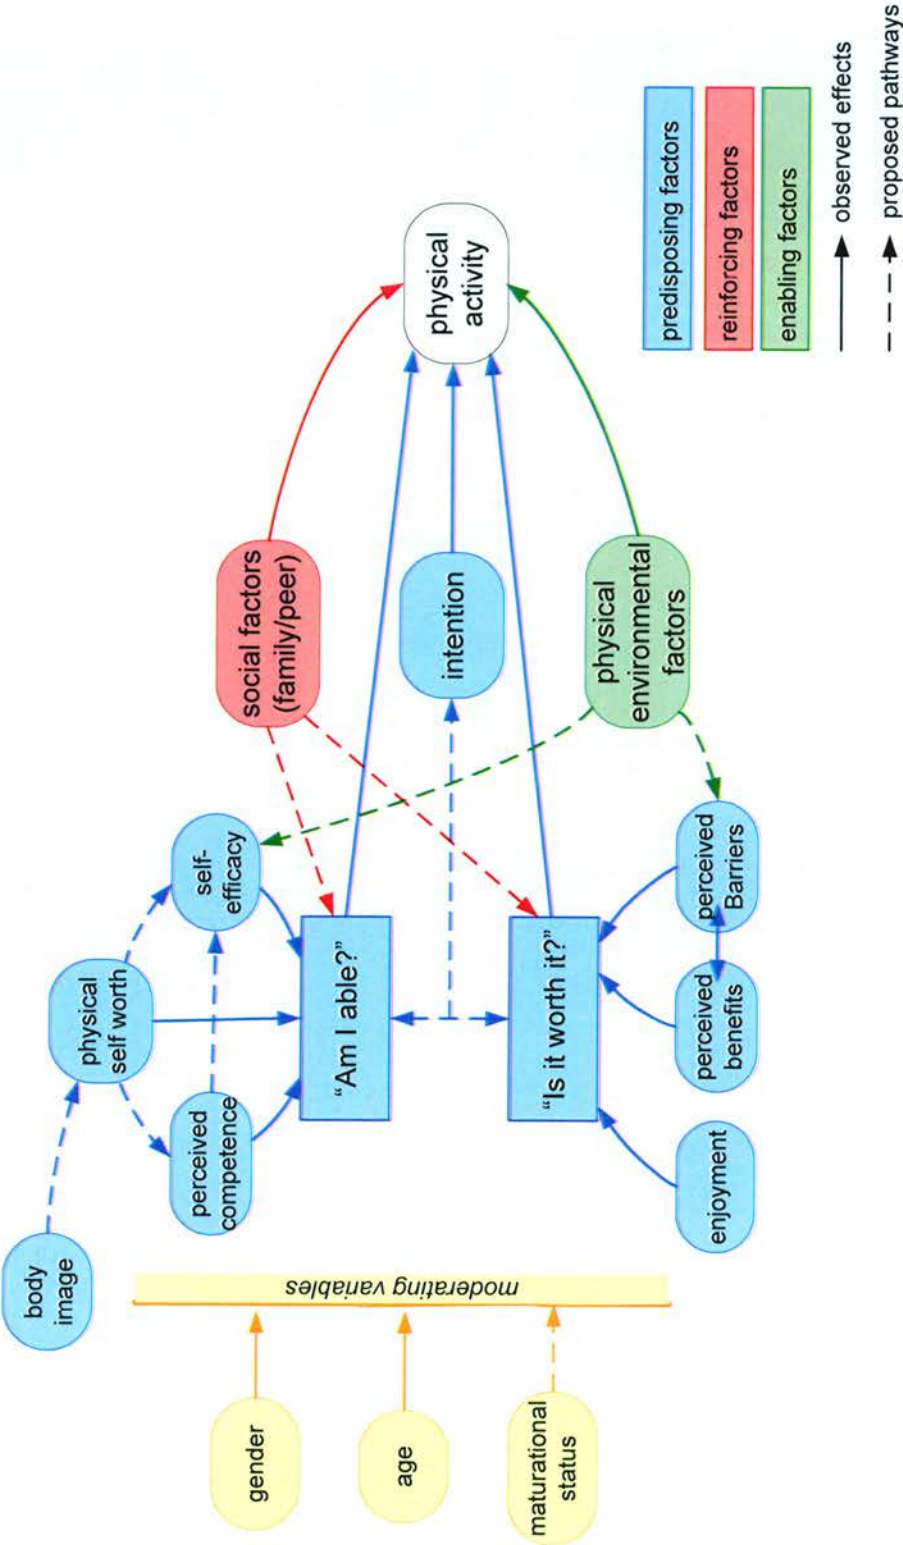 body
image
physical
self worth
perceived
competence
self-
efficacy
social factors
(family/peer)
gender
age
maturational
status
moderating variables
“Am I able?”
“Is it worth it?”
intention
physical
activity
enjoyment
perceived
benefits
perceived
Barriers
physical
environmental
factors
predisposing factors
reinforcing factors
enabling factors
observed effects
proposed pathways